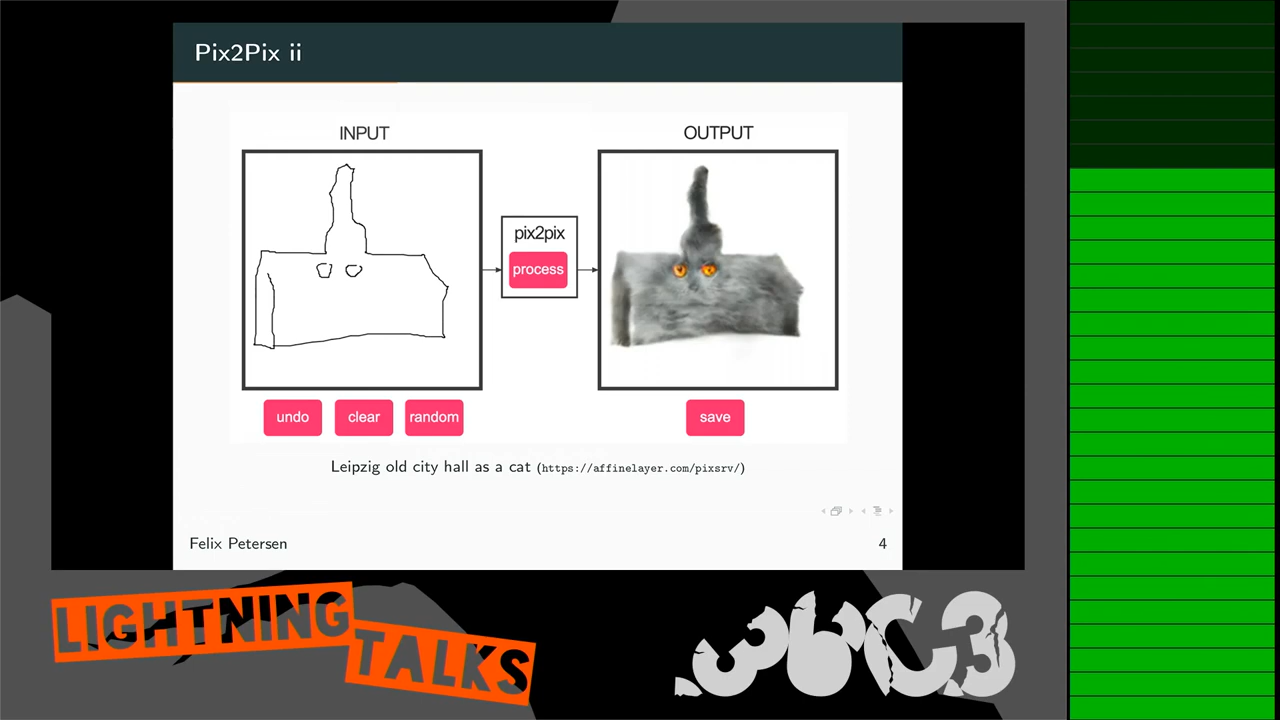 Pix2Pix ii
INPUT
OUTPUT
pix2pix
process
undo
clear
random
save
Leipzig old city hall as a cat (https://affinelayer.com/pixsrv/)
Felix Petersen
4
LIGHTNING
TALKS
36C3